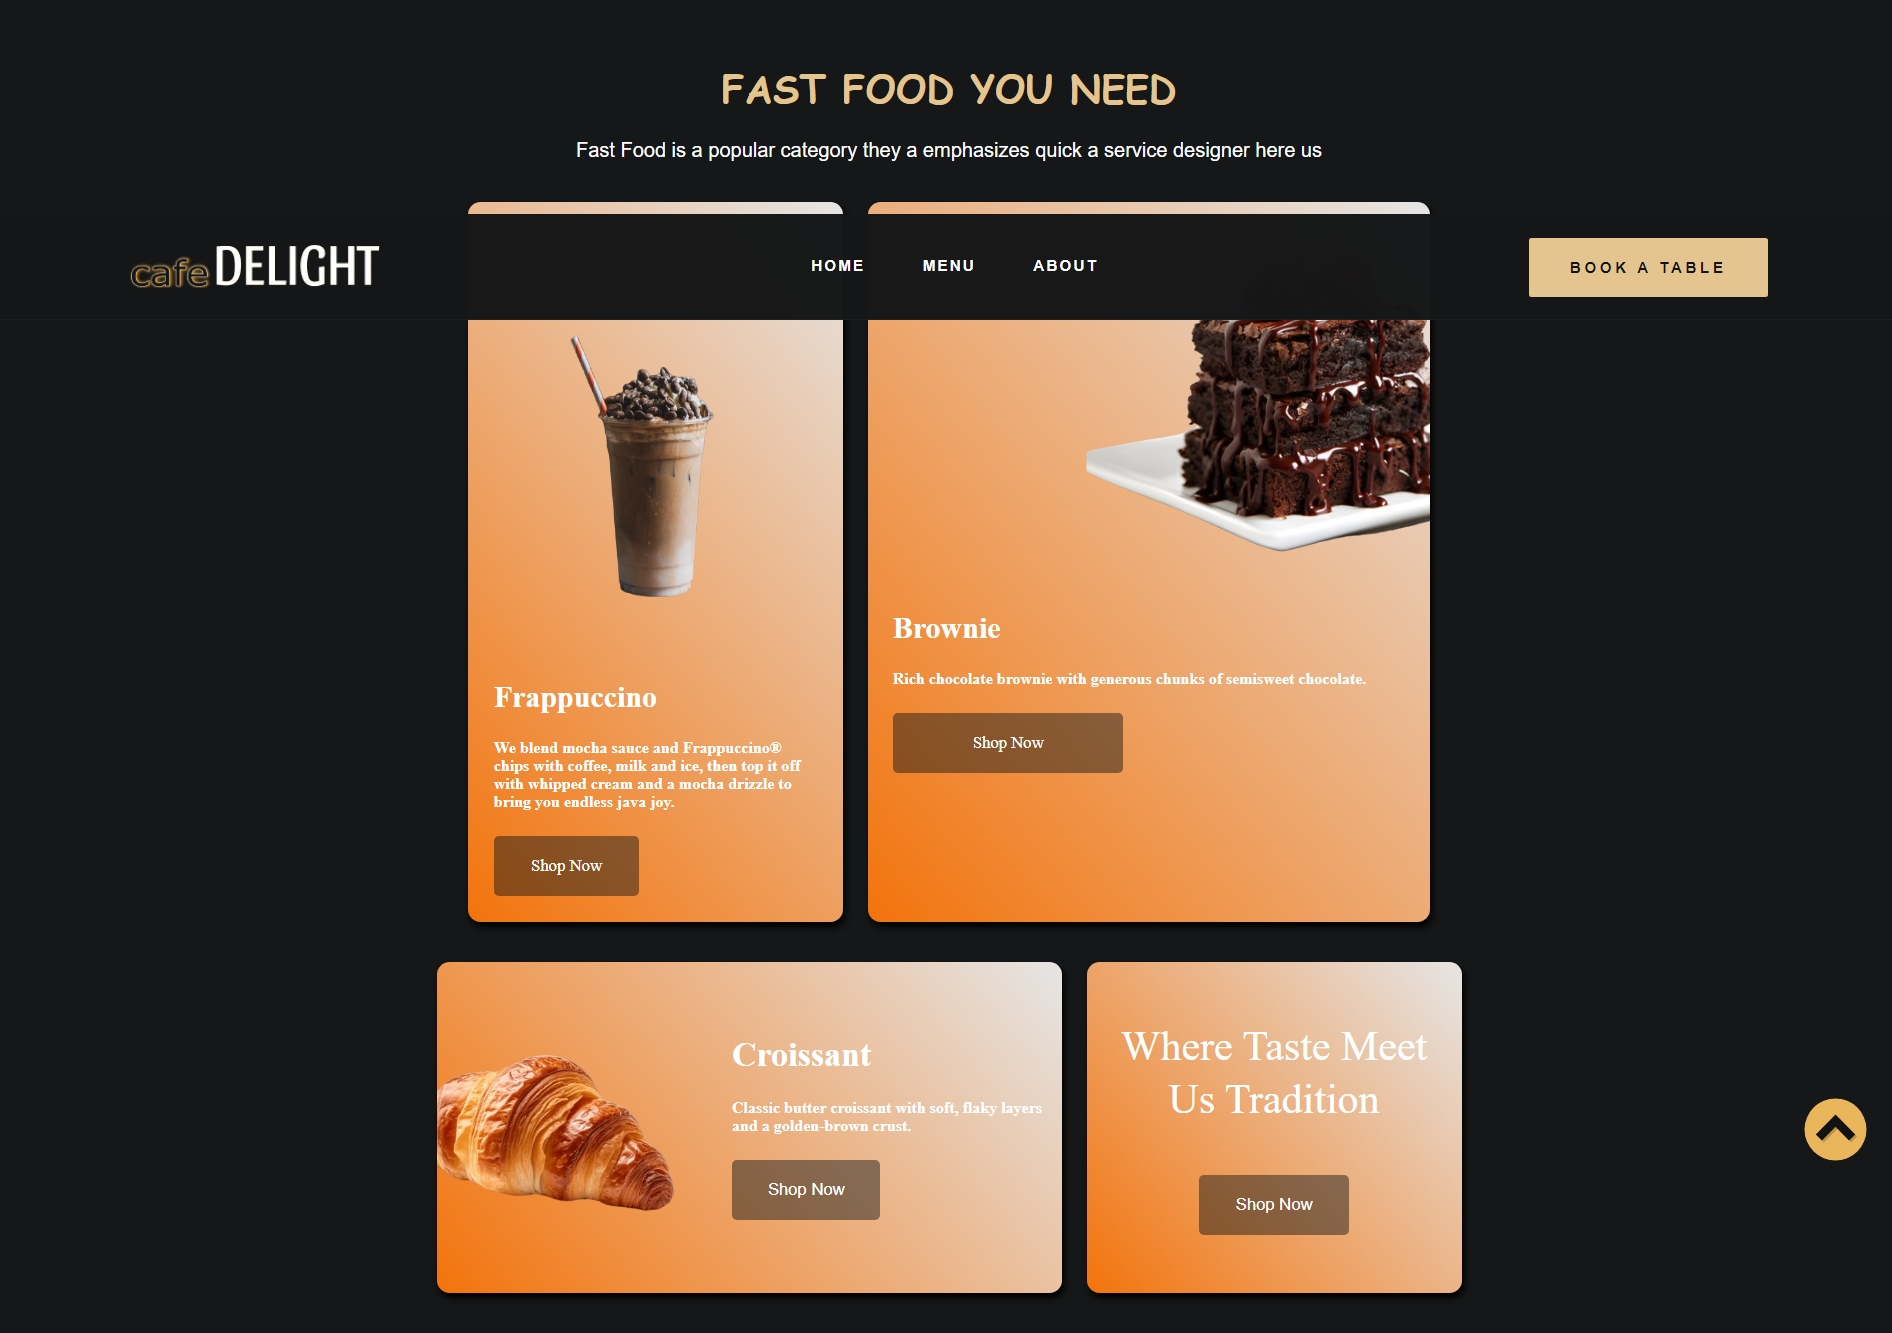 FAST FOOD YOU NEED
Fast Food is a popular category they a emphasizes quick a service designer here us
cafe DELIGHT
HOME
MENU
ABOUT
BOOK A TABLE
Frappuccino
We blend mocha sauce and Frappuccino®
chips with coffee, milk and ice, then top it off
with whipped cream and a mocha drizzle to
bring you endless java joy.
Shop Now
Brownie
Rich chocolate brownie with generous chunks of semisweet chocolate.
Shop Now
Croissant
Classic butter croissant with soft, flaky layers
and a golden-brown crust.
Shop Now
Where Taste Meet
Us Tradition
Shop Now